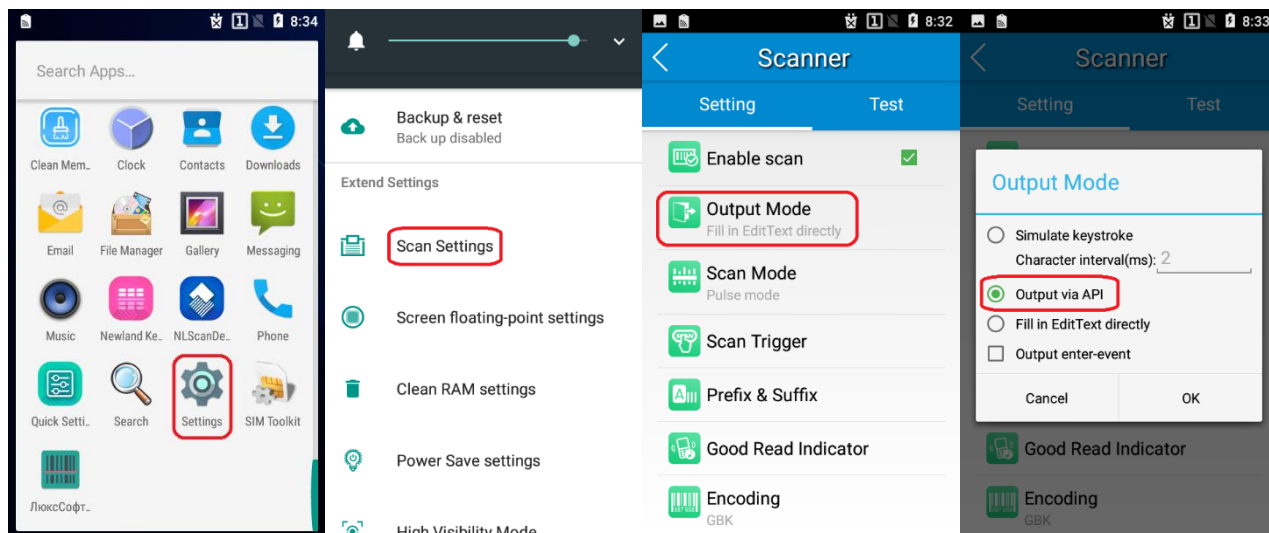 1 8:34
Search Apps...
Clean Mem..
Clock
Contacts
Downloads
@
Email
File Manager
Gallery
Messaging
Music
Newland Ke..
NLScanDe..
Phone
Quick Setti..
Search
Settings
SIM Toolkit
ЛюксСофт..
Backup & reset
Back up disabled
Extend Settings
Scan Settings
Screen floating-point settings
Clean RAM settings
Power Save settings
High Visibility Mode
1 8:32
Scanner
Setting
Test
Enable scan
Output Mode
Fill in EditText directly
Scan Mode
Pulse mode
Scan Trigger
Prefix & Suffix
Good Read Indicator
Encoding
GBK
1 8:33
Scanner
Setting
Test
Output Mode
Simulate keystroke
Character interval(ms): 2
Output via API
Fill in EditText directly
Output enter-event
Cancel
OK
Good Read Indicator
Encoding
GBK